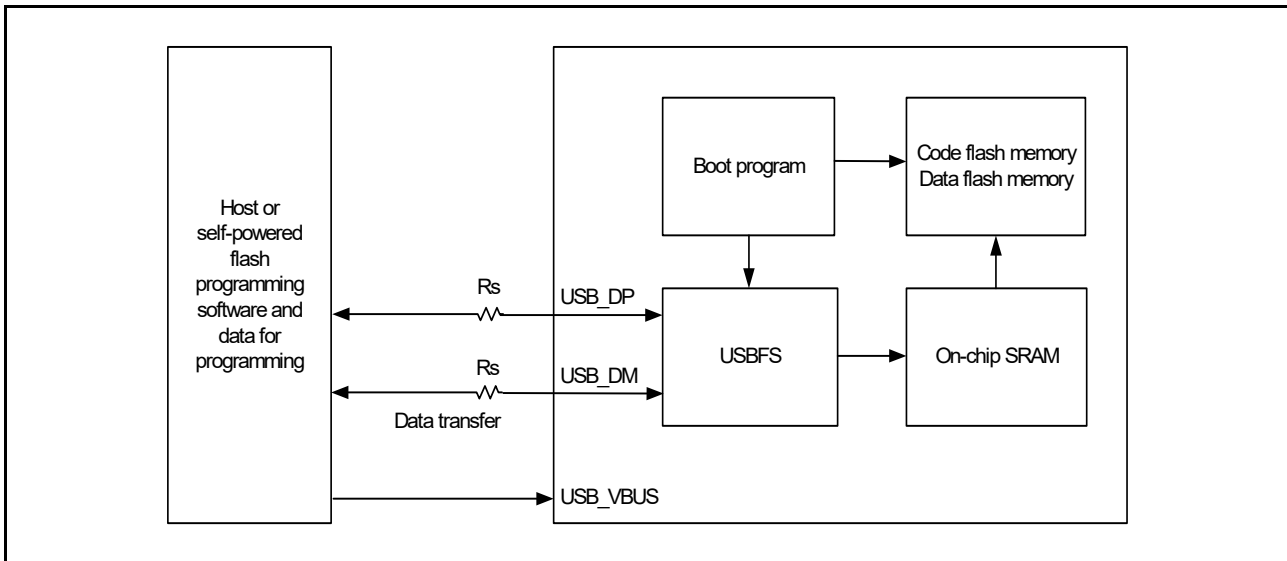 Host or
self-powered
flash
programming
software and
data for
programming
Rs
USB_DP
Rs
USB_DM
Data transfer
USB_VBUS
Boot program
Code flash memory
Data flash memory
USBFS
On-chip SRAM